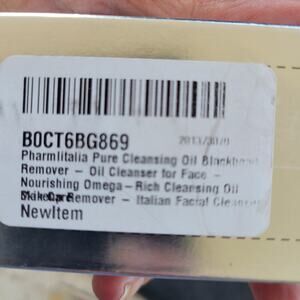 B0CT6BG869
Pharmlitalia Pure Cleansing Oil Blackhead
Remover – Oil Cleanser for Face –
Nourishing Omega-Rich Cleansing Oil
Makeup Remover – Italian Facial Cleanser
NewItem